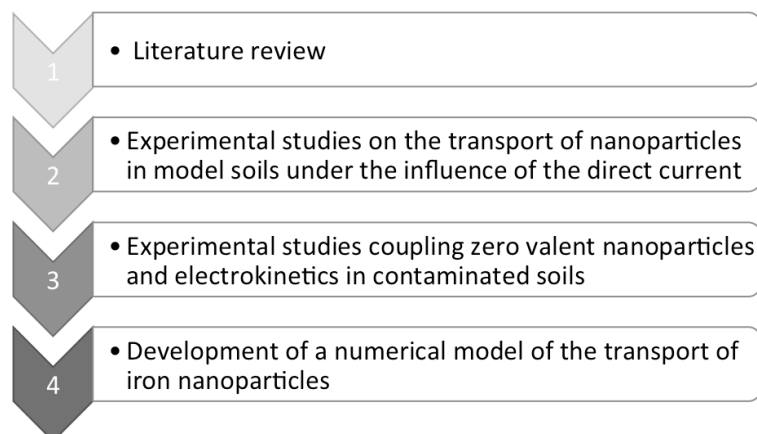 1
• Literature review
2
• Experimental studies on the transport of nanoparticles
in model soils under the influence of the direct current
3
• Experimental studies coupling zero valent nanoparticles
and electrokinetics in contaminated soils
4
• Development of a numerical model of the transport of
iron nanoparticles